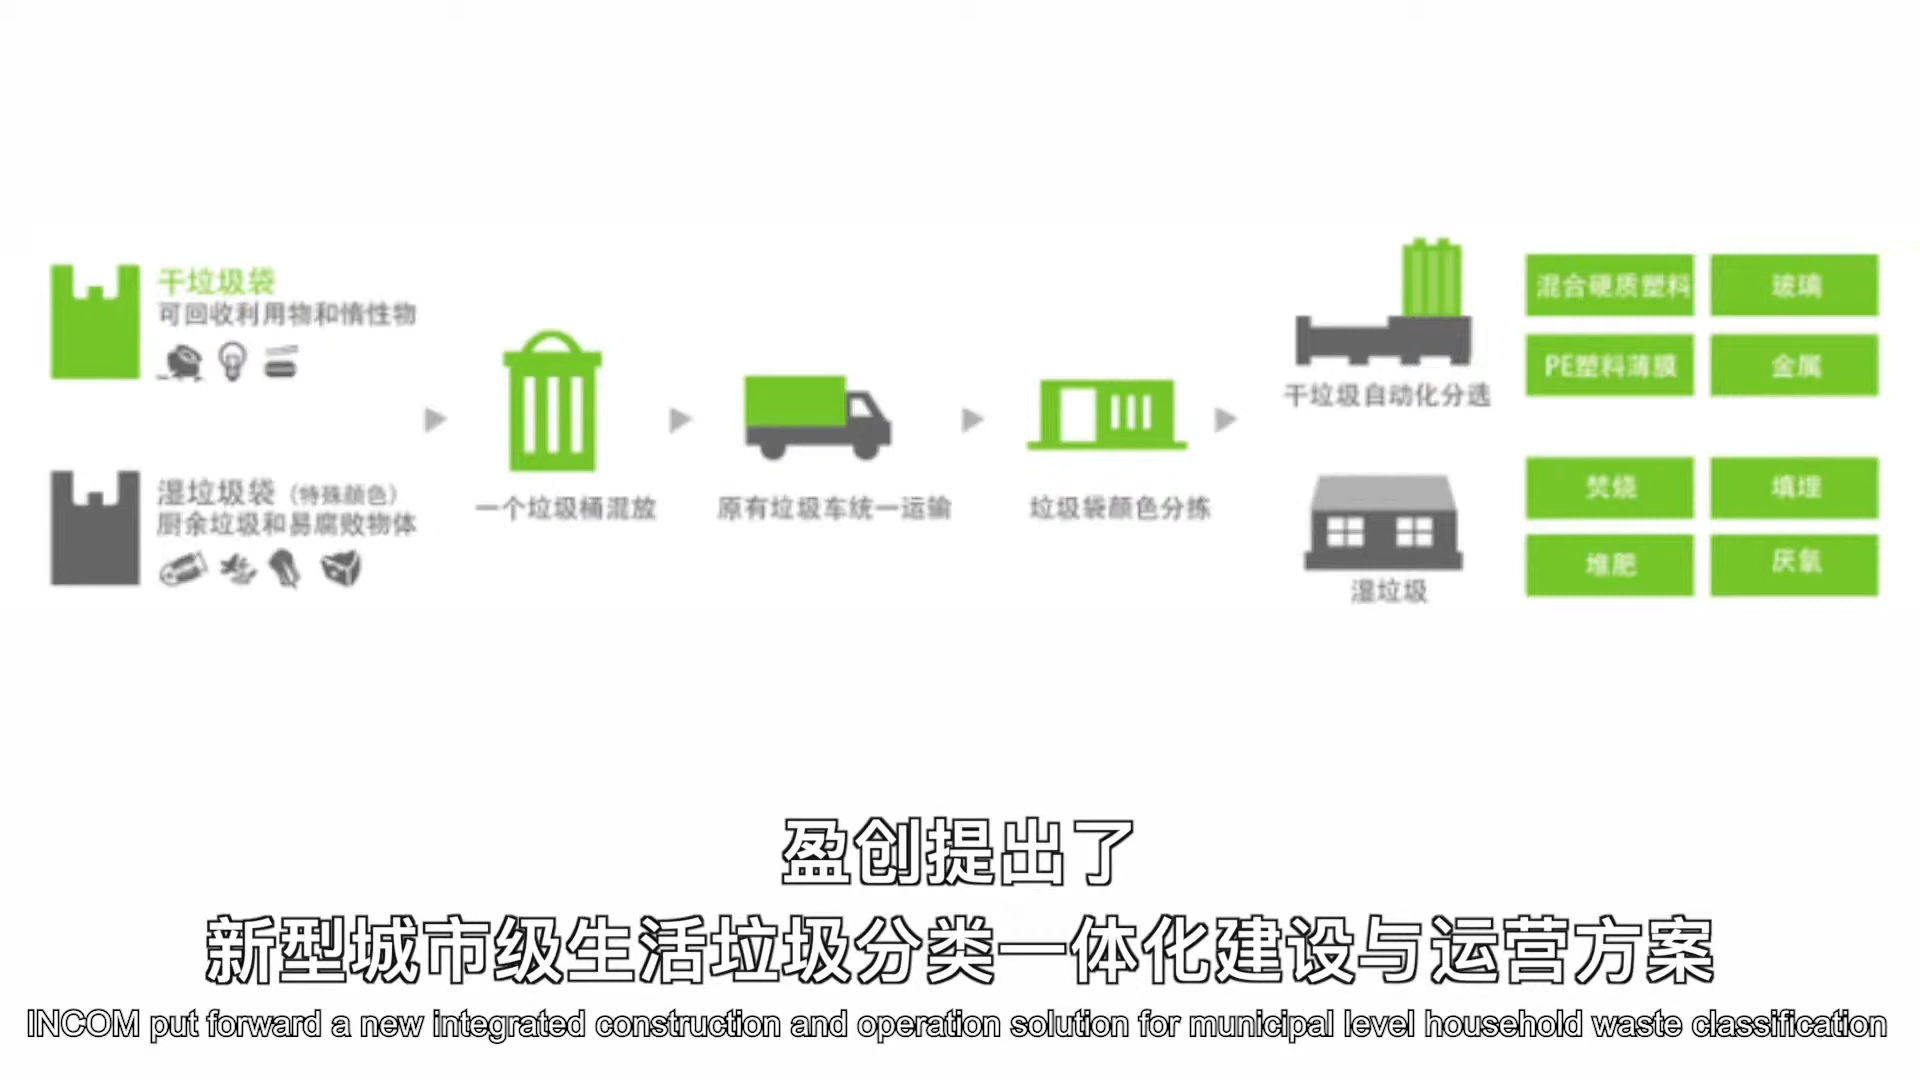 干垃圾袋
可回收利用物和惰性物
湿垃圾袋（特殊颜色）
厨余垃圾和易腐败物体
一个垃圾桶混放
原有垃圾车统一运输
垃圾袋颜色分拣
干垃圾自动化分选
混合硬质塑料
玻璃
PE塑料薄膜
金属
湿垃圾
焚烧
填埋
堆肥
厌氧
盈创提出了
新型城市级生活垃圾分类一体化建设与运营方案
INCOM put forward a new integrated construction and operation solution for municipal level household waste classification